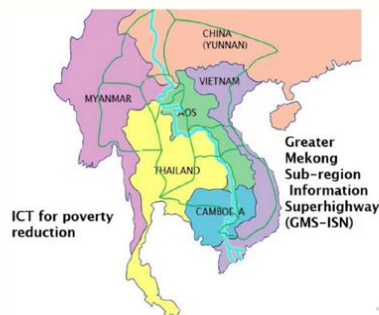 CHINA
(YUNNAN)
VIETNAM
MYANMAR
LAOS
THAILAND
CAMBODIA
Greater
Mekong
Sub-region
Information
Superhighway
(GMS-ISN)
ICT for poverty
reduction